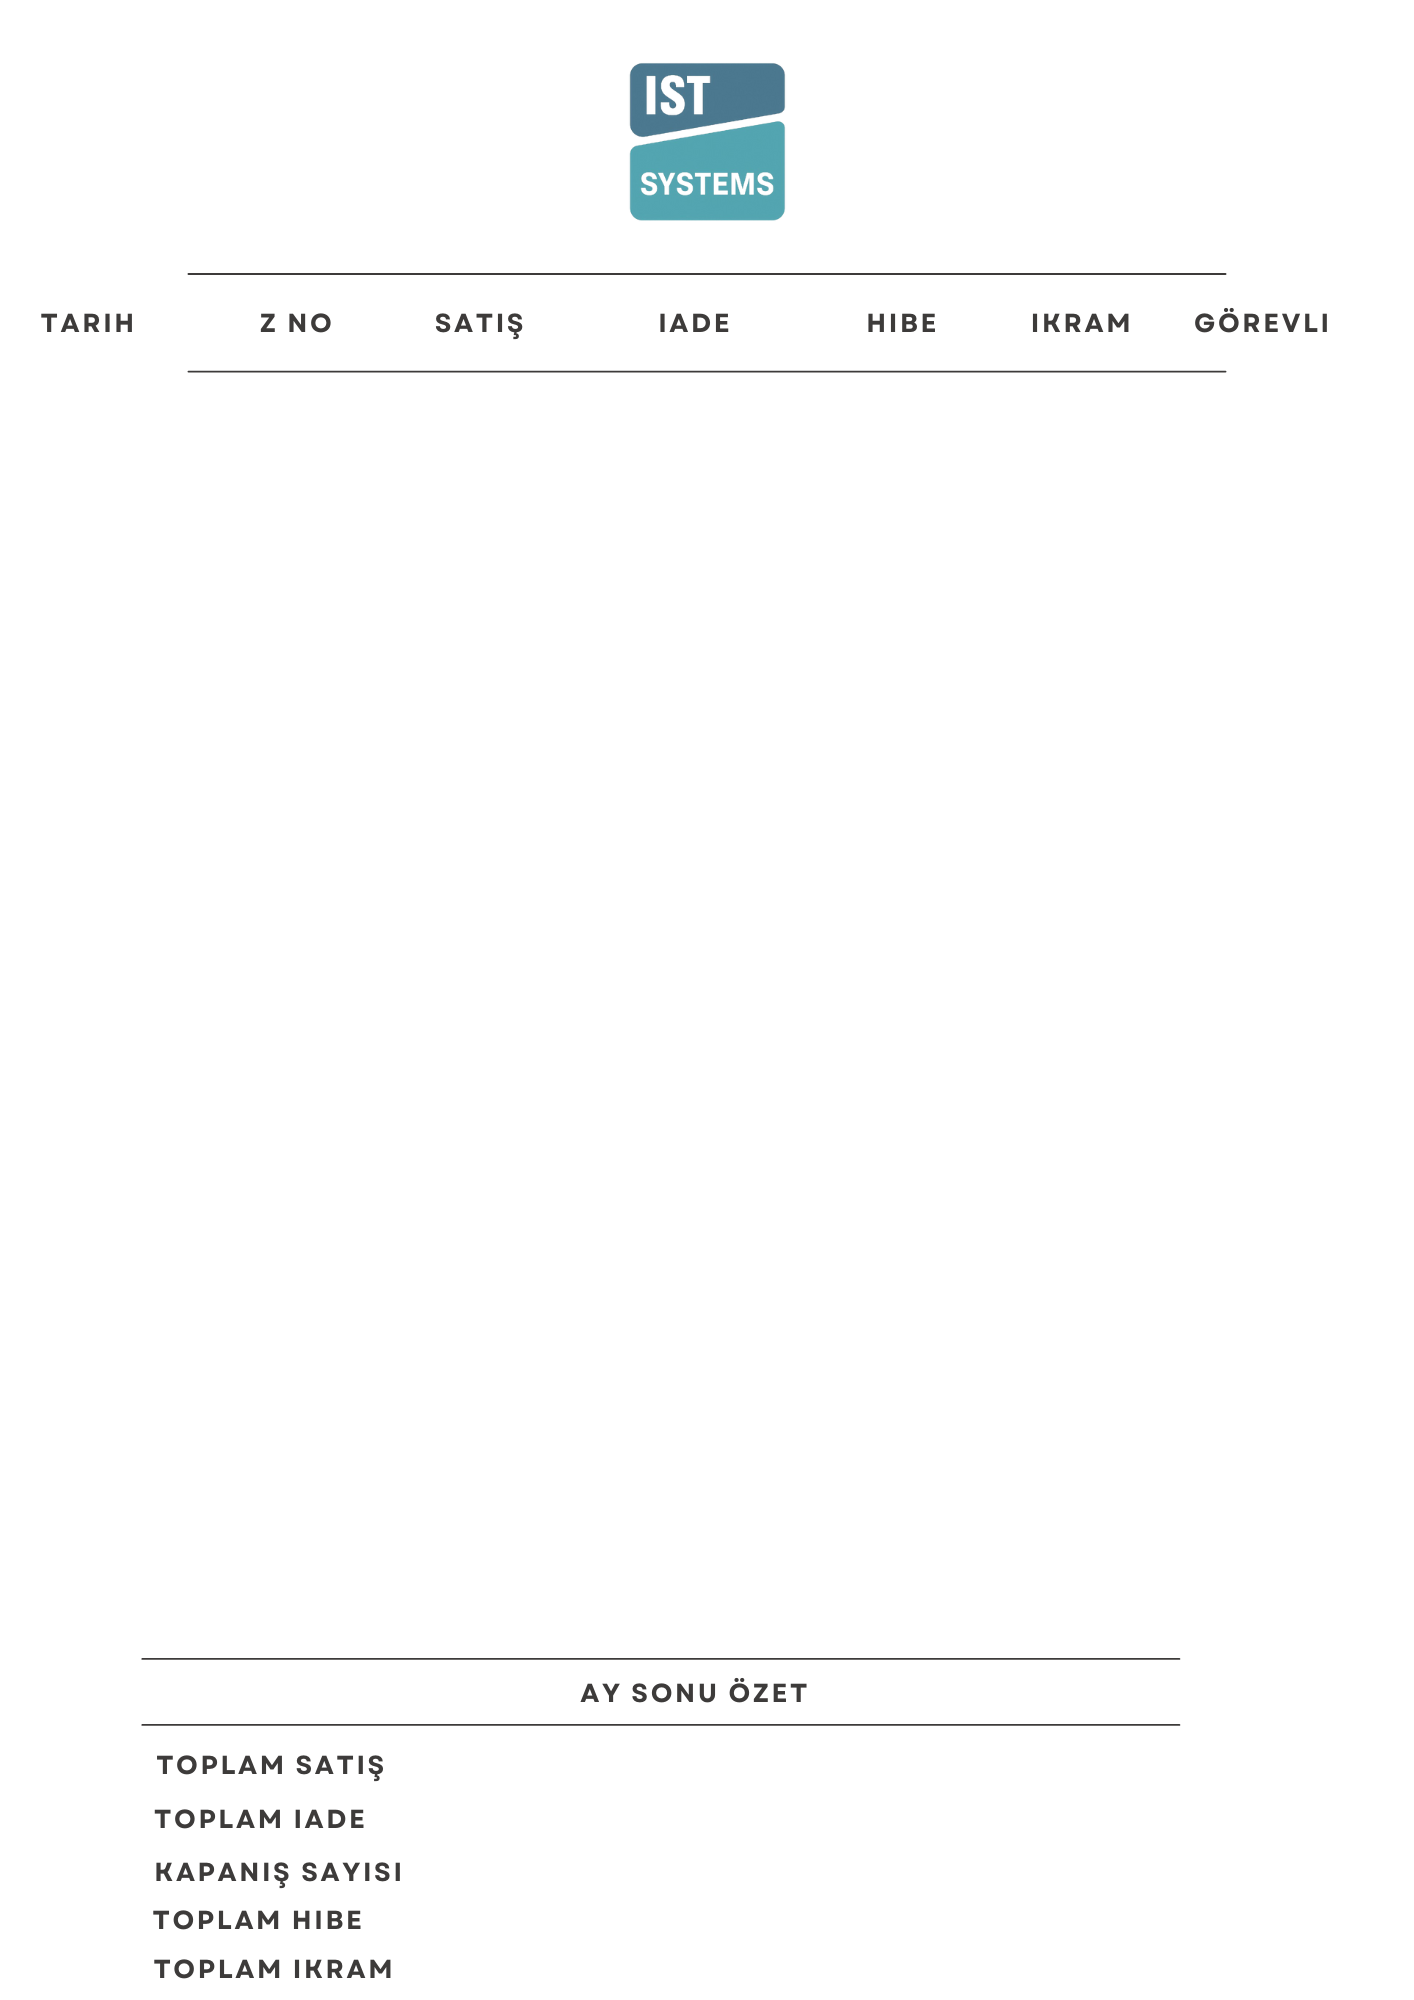 IST
SYSTEMS
TARIH Z NO SATIŞ IADE HIBE IKRAM GÖREVLI
AY SONU ÖZET
TOPLAM SATIŞ
TOPLAM IADE
KAPANIŞ SAYISI
TOPLAM HIBE
TOPLAM IKRAM